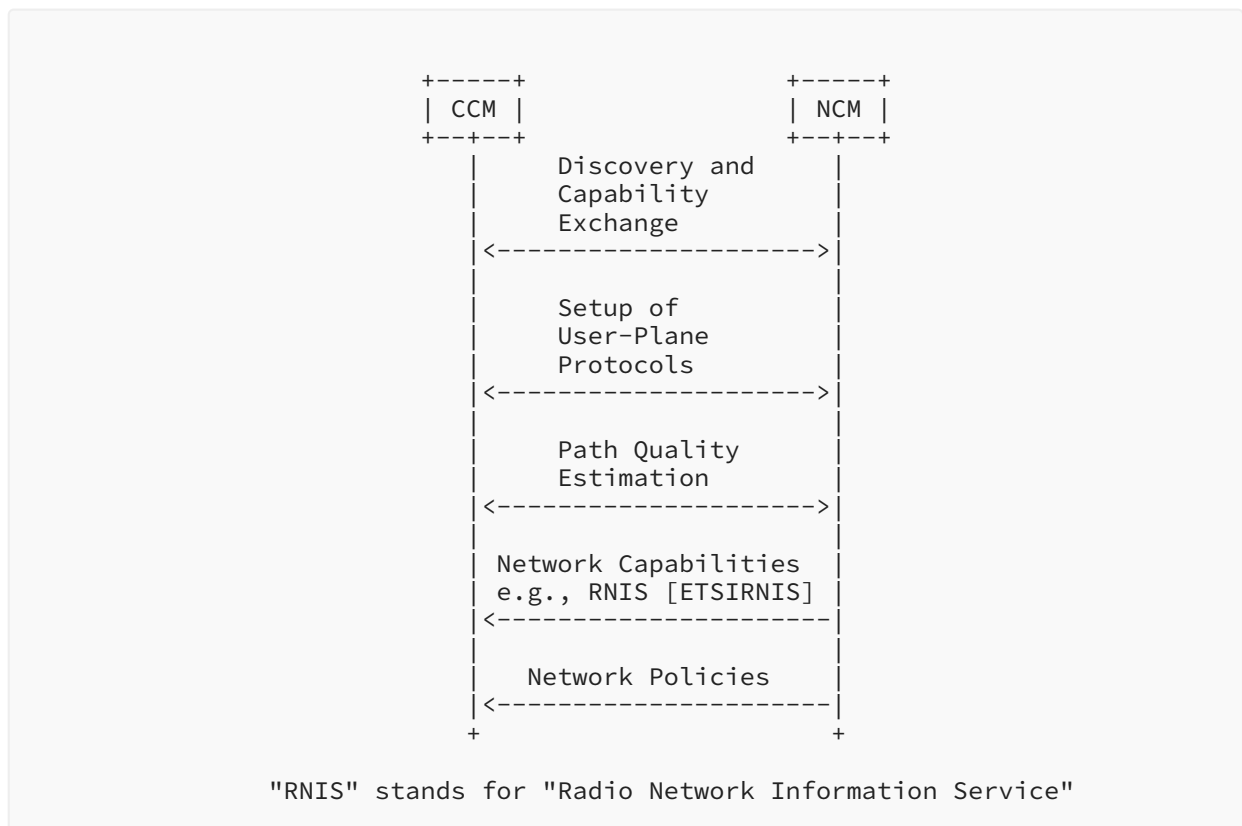 CCM NCM
Discovery and
Capability
Exchange
Setup of
User-Plane
Protocols
Path Quality
Estimation
Network Capabilities
e.g., RNIS [ETSIRNIS]
Network Policies
"RNIS" stands for "Radio Network Information Service"